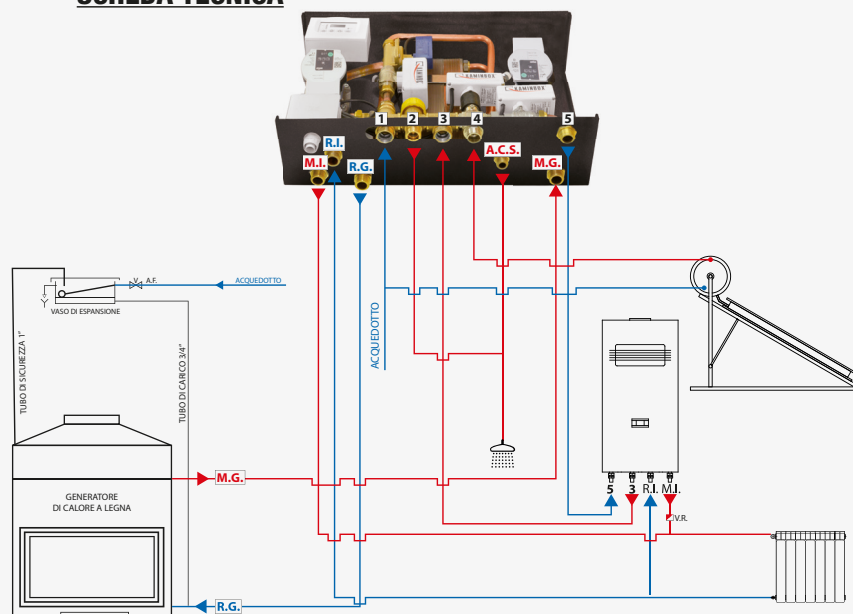 SCHEDA TECNICA
KAMINBOX
1
2
3
4
5
R.I.
M.I.
R.G.
A.C.S.
M.G.
V.
A.F.
ACQUEDOTTO
VASO DI ESPANSIONE
TUBO DI SICUREZZA 1"
TUBO DI CARICO 3/4"
ACQUEDOTTO
M.G.
GENERATORE
DI CALORE A LEGNA
5 3 R.I. M.I.
V.R.
R.G.